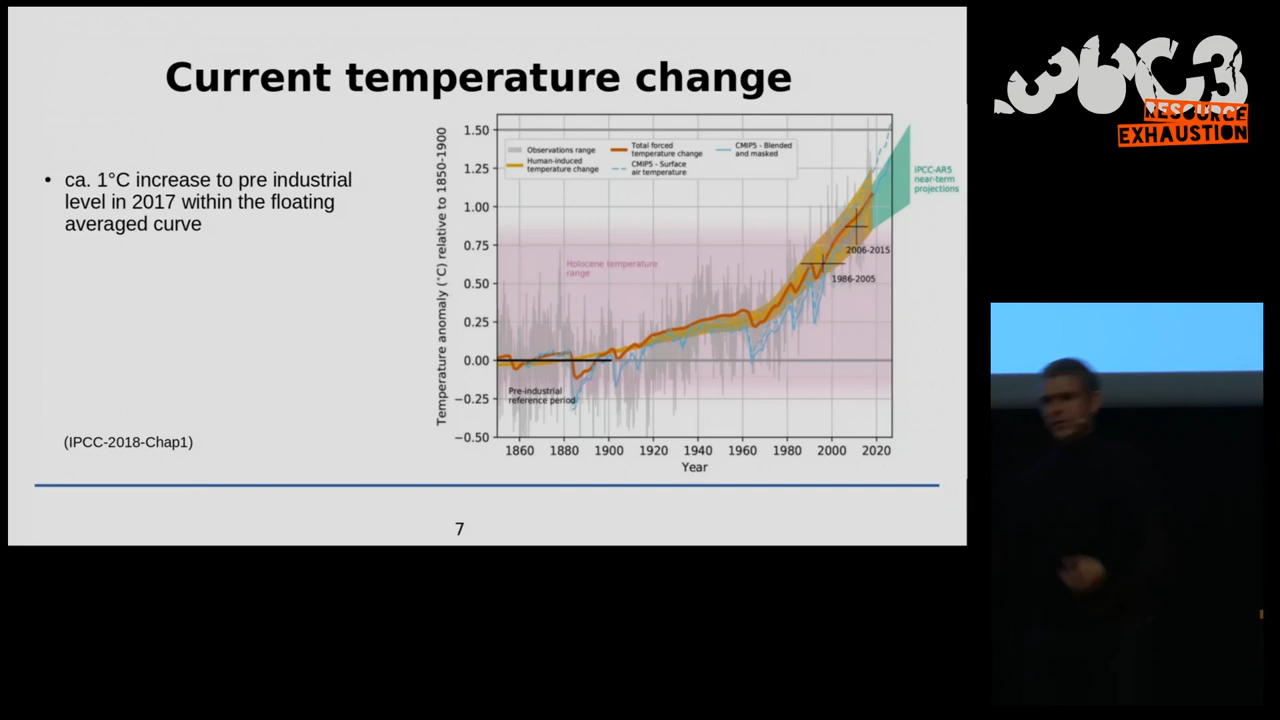 Current temperature change
• ca. 1°C increase to pre industrial
level in 2017 within the floating
averaged curve
(IPCC-2018-Chap1)
Temperature anomaly (°C) relative to 1850-1900
1.50
1.25
1.00
0.75
0.50
0.25
0.00
−0.25
−0.50
Observations range
Human-induced
temperature change
Total forced
temperature change
CMIP5 - Surface
air temperature
CMIP5 - Blended
and masked
IPCC-AR5
near-term
projections
Holocene temperature
range
2006-2015
1986-2005
Pre-industrial
reference period
1860 1880 1900 1920 1940 1960 1980 2000 2020
Year
7
36C3
RESOURCE
EXHAUSTION